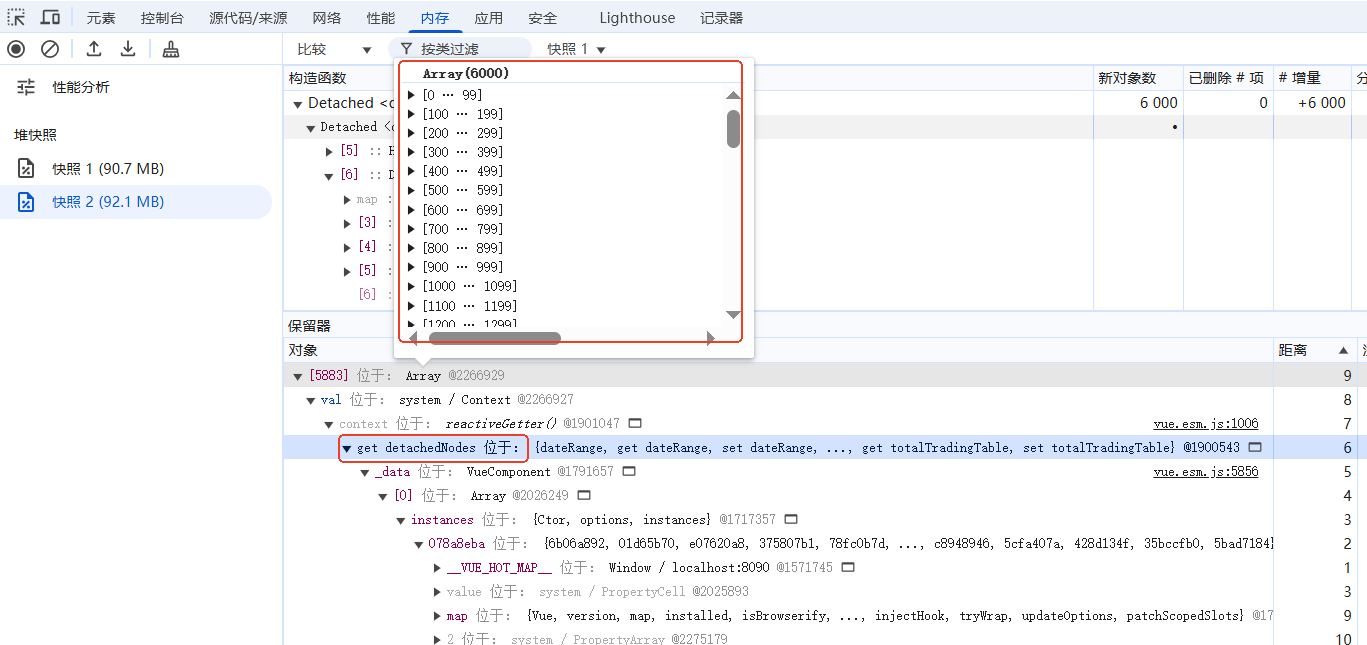 元素 控制台 源代码/来源 网络 性能 内存 应用 安全 Lighthouse 记录器
比较 按类过滤 快照 1
性能分析
堆快照
快照 1 (90.7 MB)
快照 2 (92.1 MB)
构造函数 新对象数 已删除 # 项 # 增量
Detached 6 000 0 +6 000
Detached •
[5] ::
[6] ::
map
[3]
[4]
[5]
[6]
Array(6000)
[0 … 99]
[100 … 199]
[200 … 299]
[300 … 399]
[400 … 499]
[500 … 599]
[600 … 699]
[700 … 799]
[800 … 899]
[900 … 999]
[1000 … 1099]
[1100 … 1199]
[1200 … 1299]
保留器
对象 距离
[5883] 位于: Array @2266929 9
val 位于: system / Context @2266927 8
context 位于: reactiveGetter() @1901047 vue.esm.js:1006 7
get detachedNodes 位于: {dateRange, get dateRange, set dateRange, ..., get totalTradingTable, set totalTradingTable} @1900543 6
_data 位于: VueComponent @1791657 vue.esm.js:5856 5
[0] 位于: Array @2026249 4
instances 位于: {Ctor, options, instances} @1717357 3
078a8eba 位于: {6b06a892, 01d65b70, e07620a8, 375807b1, 78fc0b7d, ..., c8948946, 5cfa407a, 428d134f, 35bccfb0, 5bad7184} 2
__VUE_HOT_MAP__ 位于: Window / localhost:8090 @1571745 1
value 位于: system / PropertyCell @2025893 3
map 位于: {Vue, version, map, installed, isBrowserify, ..., injectHook, tryWrap, updateOptions, patchScopedSlots} @17 9
2 位于: system / PropertyArray @2275179 10